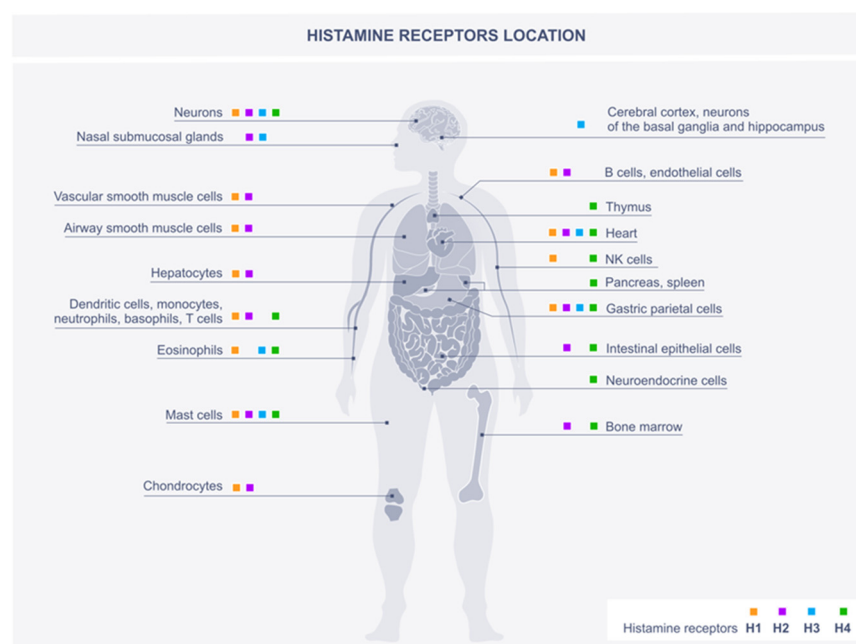 HISTAMINE RECEPTORS LOCATION
Neurons
Nasal submucosal glands
Vascular smooth muscle cells
Airway smooth muscle cells
Hepatocytes
Dendritic cells, monocytes,
neutrophils, basophils, T cells
Eosinophils
Mast cells
Chondrocytes
Cerebral cortex, neurons
of the basal ganglia and hippocampus
B cells, endothelial cells
Thymus
Heart
NK cells
Pancreas, spleen
Gastric parietal cells
Intestinal epithelial cells
Neuroendocrine cells
Bone marrow
Histamine receptors H1 H2 H3 H4